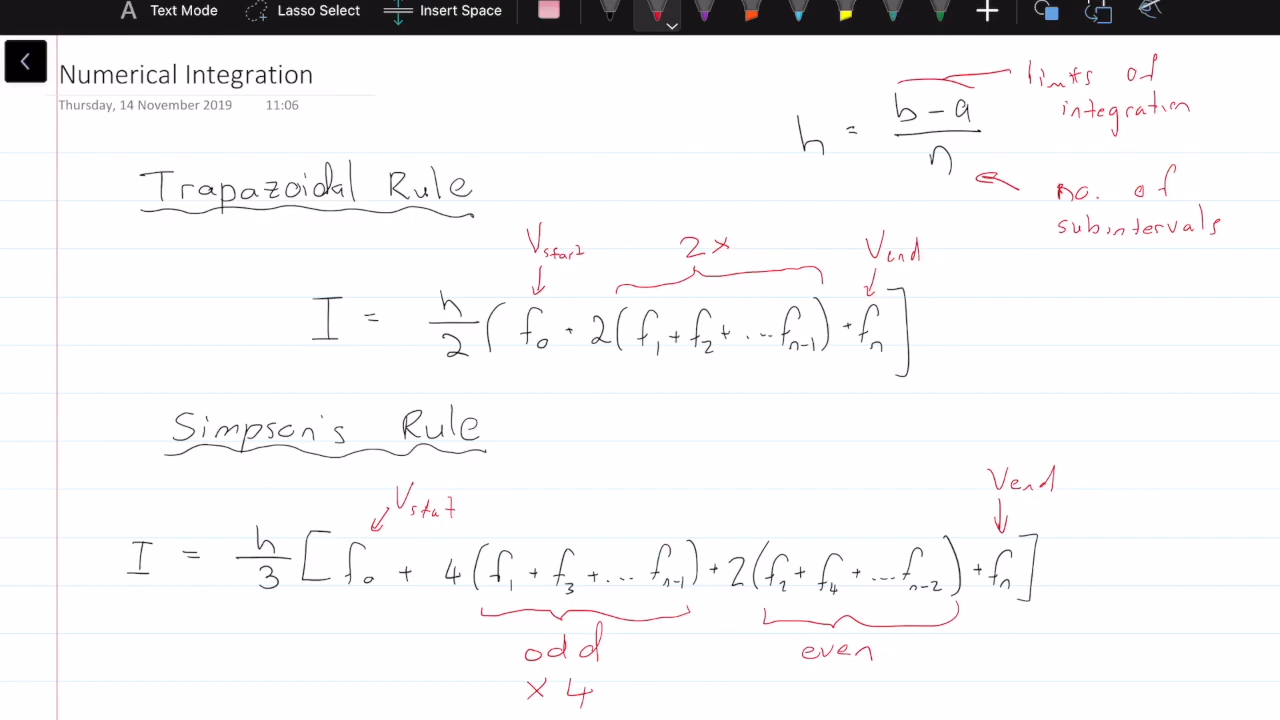 Text Mode Lasso Select Insert Space
Numerical Integration
Thursday, 14 November 2019 11:06
h = b - a / n
limits of
integration
no. of
subintervals
Trapazoidal Rule
Vstart 2 x Vend
I = h/2 ( f₀ + 2( f₁ + f₂ + ... fₙ₋₁ ) + fₙ ]
Simpson's Rule
Vstat Vend
I = h/3 [ f₀ + 4( f₁ + f₃ + ... fₙ₋₁ ) + 2( f₂ + f₄ + ... fₙ₋₂ ) + fₙ ]
odd even
x 4